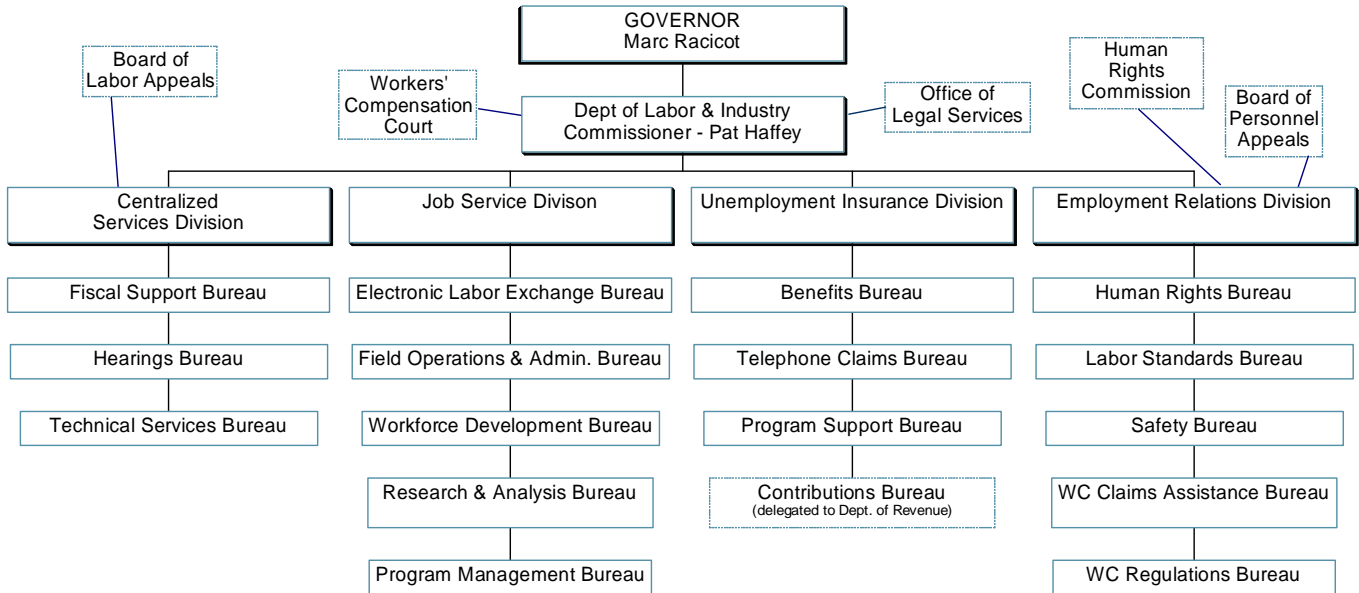 GOVERNOR
Marc Racicot
Board of
Labor Appeals
Workers'
Compensation
Court
Dept of Labor & Industry
Commissioner - Pat Haffey
Office of
Legal Services
Human
Rights
Commission
Board of
Personnel
Appeals
Centralized
Services Division
Job Service Divison
Unemployment Insurance Division
Employment Relations Division
Fiscal Support Bureau
Hearings Bureau
Technical Services Bureau
Electronic Labor Exchange Bureau
Field Operations & Admin. Bureau
Workforce Development Bureau
Research & Analysis Bureau
Program Management Bureau
Benefits Bureau
Telephone Claims Bureau
Program Support Bureau
Contributions Bureau
(delegated to Dept. of Revenue)
Human Rights Bureau
Labor Standards Bureau
Safety Bureau
WC Claims Assistance Bureau
WC Regulations Bureau